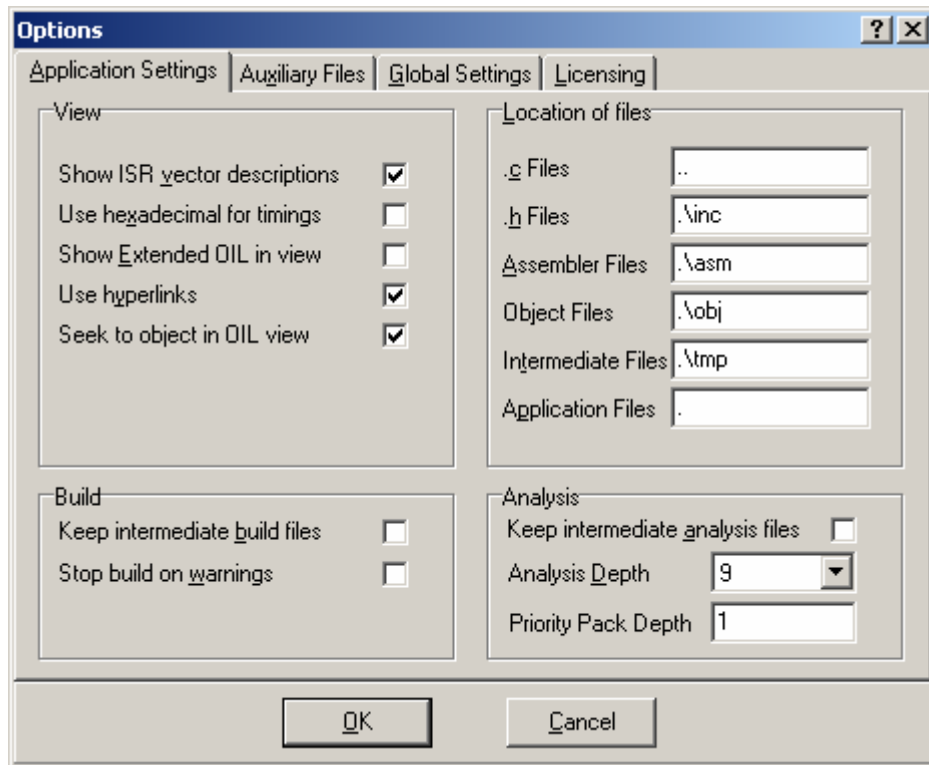 Options
Application Settings Auxiliary Files Global Settings Licensing
View
Show ISR vector descriptions
Use hexadecimal for timings
Show Extended OIL in view
Use hyperlinks
Seek to object in OIL view
Location of files
.c Files ..
.h Files .\inc
Assembler Files .\asm
Object Files .\obj
Intermediate Files .\tmp
Application Files .
Build
Keep intermediate build files
Stop build on warnings
Analysis
Keep intermediate analysis files
Analysis Depth 9
Priority Pack Depth 1
OK Cancel